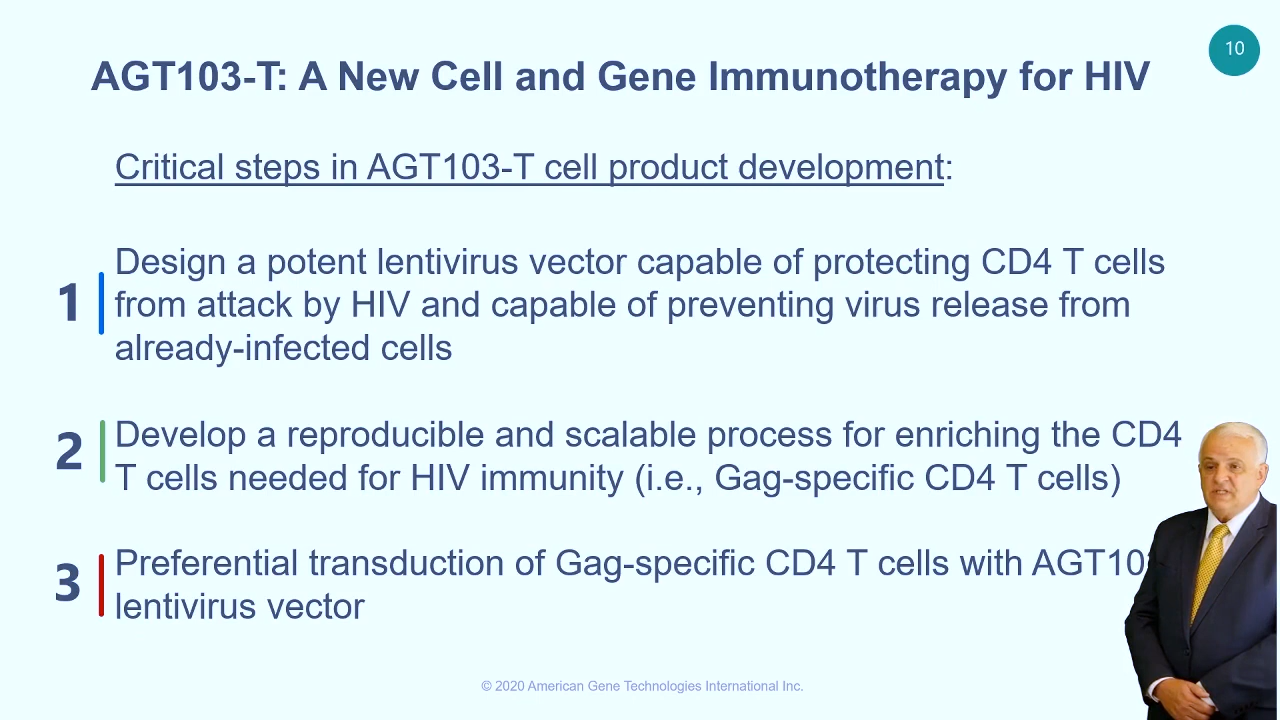 10
AGT103-T: A New Cell and Gene Immunotherapy for HIV
Critical steps in AGT103-T cell product development:
1
Design a potent lentivirus vector capable of protecting CD4 T cells
from attack by HIV and capable of preventing virus release from
already-infected cells
2
Develop a reproducible and scalable process for enriching the CD4
T cells needed for HIV immunity (i.e., Gag-specific CD4 T cells)
3
Preferential transduction of Gag-specific CD4 T cells with
lentivirus vector
© 2020 American Gene Technologies International Inc.